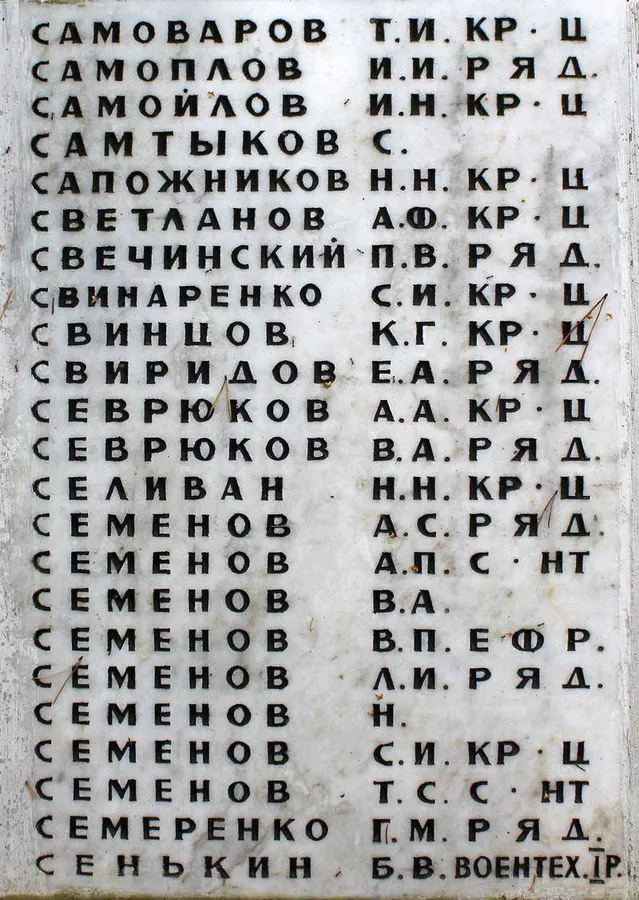 САМОВАРОВ Т.И. КР·Ц
САМОПЛОВ И.И. РЯД.
САМОЙЛОВ И.Н. КР·Ц
САМТЫКОВ С.
САПОЖНИКОВ Н.Н. КР·Ц
СВЕТЛАНОВ А.Ф. КР·Ц
СВЕЧИНСКИЙ П.В. РЯД.
СВИНАРЕНКО С.И. КР·Ц
СВИНЦОВ К.Г. КР·Ц
СВИРИДОВ Е.А. РЯД.
СЕВРЮКОВ А.А. КР·Ц
СЕВРЮКОВ В.А. РЯД.
СЕЛИВАН Н.Н. КР·Ц
СЕМЕНОВ А.С. РЯД.
СЕМЕНОВ А.П. С·НТ
СЕМЕНОВ В.А.
СЕМЕНОВ В.П. ЕФР.
СЕМЕНОВ Л.И. РЯД.
СЕМЕНОВ Н.
СЕМЕНОВ С.И. КР·Ц
СЕМЕНОВ Т.С. С·НТ
СЕМЕРЕНКО Г.М. РЯД.
СЕНЬКИН Б.В. ВОЕНТЕХ. I Р.